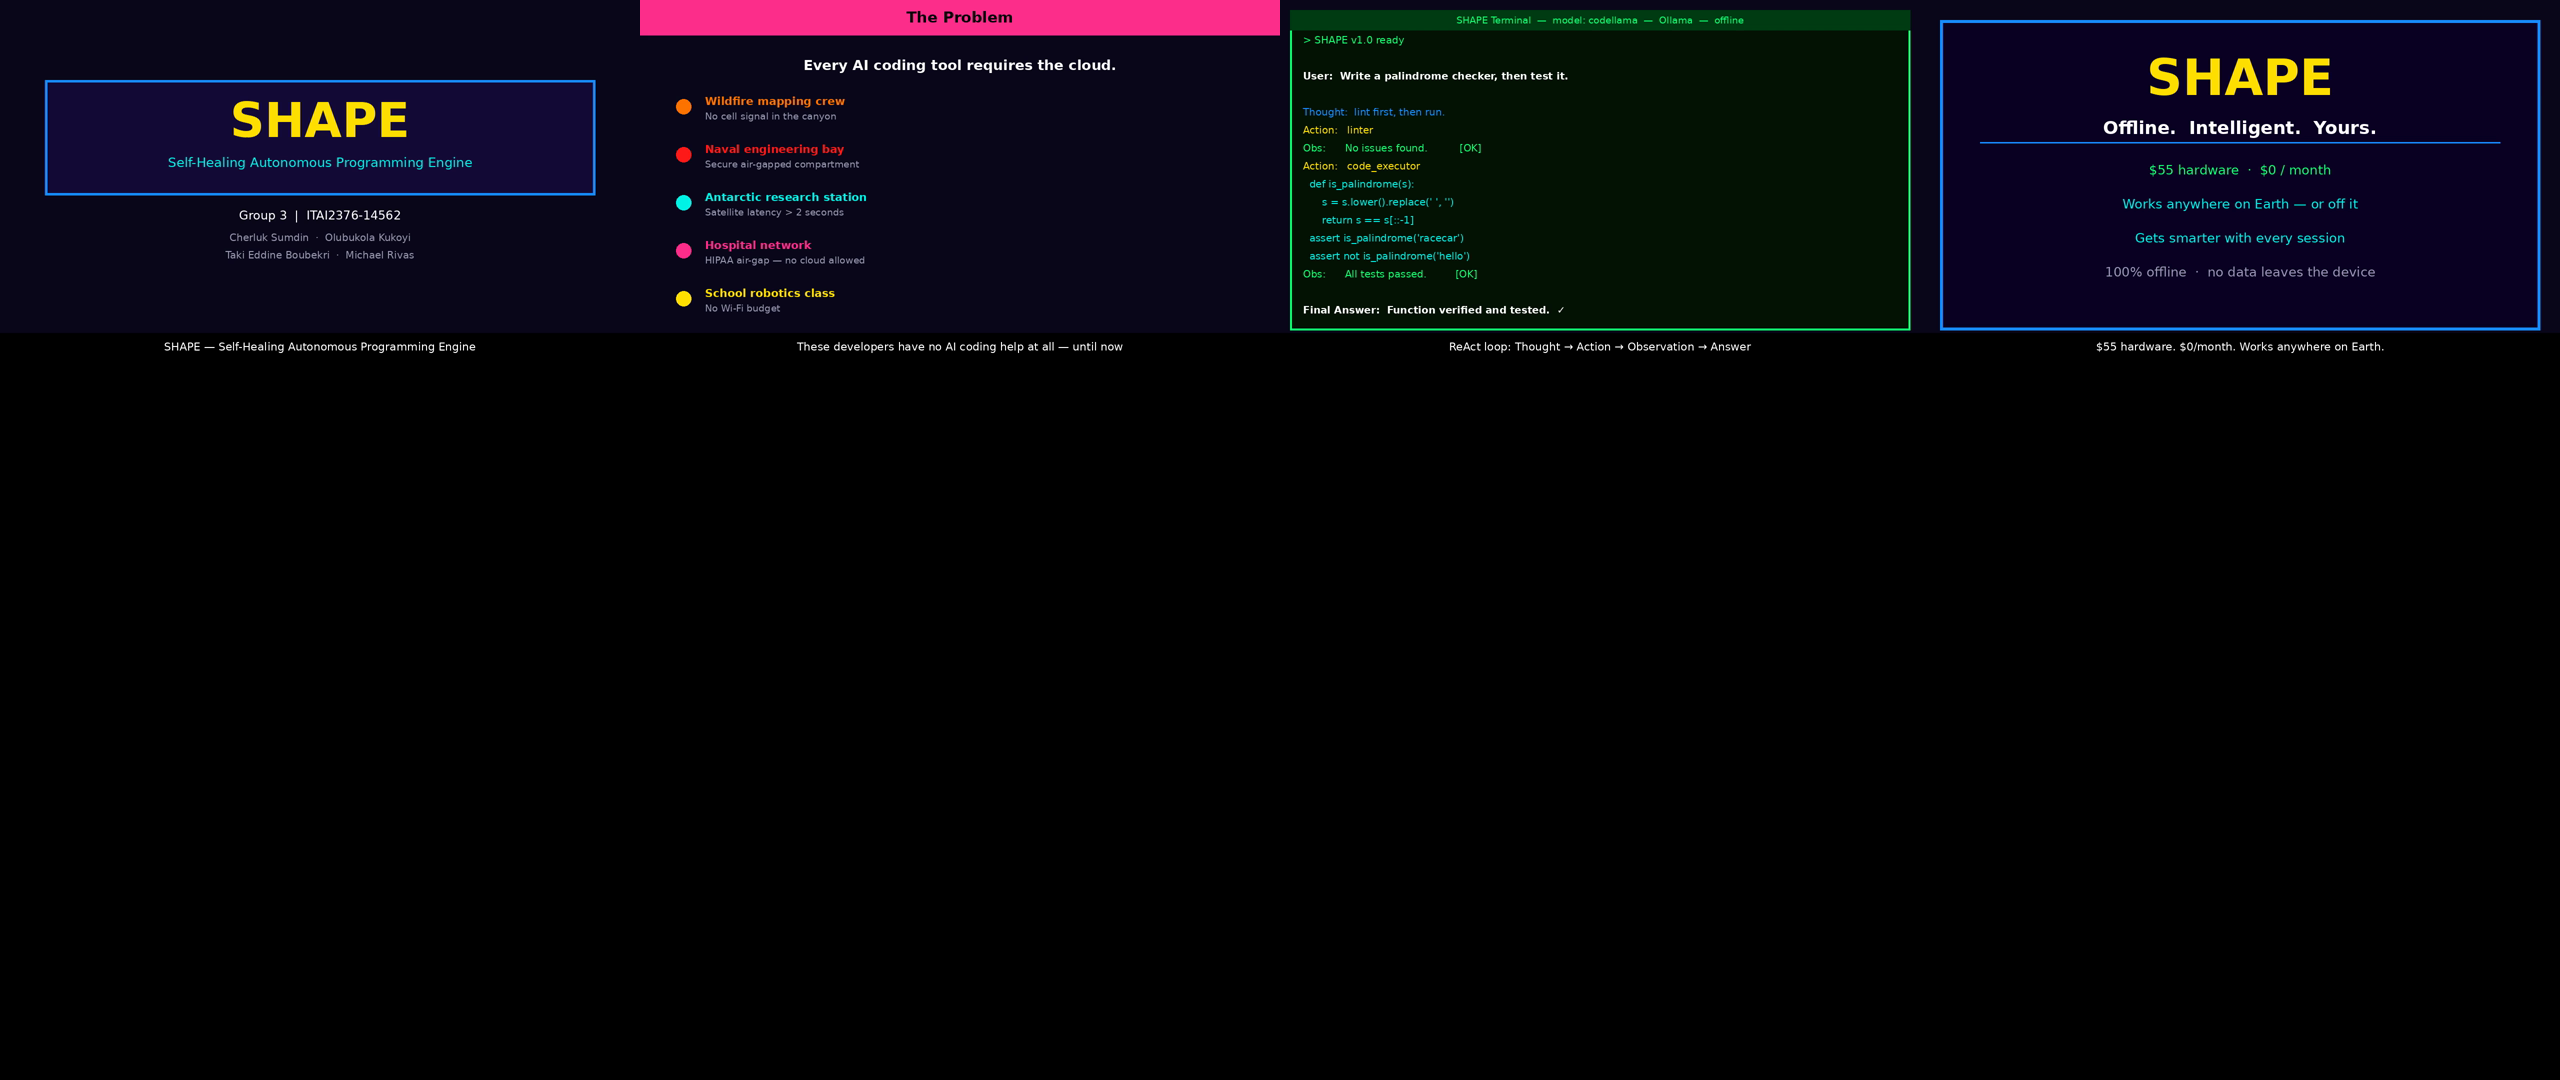 SHAPE
Self-Healing Autonomous Programming Engine
Group 3 | ITAI2376-14562
Cherluk Sumdin · Olubukola Kukoyi
Taki Eddine Boubekri · Michael Rivas
SHAPE — Self-Healing Autonomous Programming Engine
The Problem
Every AI coding tool requires the cloud.
Wildfire mapping crew
No cell signal in the canyon
Naval engineering bay
Secure air-gapped compartment
Antarctic research station
Satellite latency > 2 seconds
Hospital network
HIPAA air-gap — no cloud allowed
School robotics class
No Wi-Fi budget
These developers have no AI coding help at all — until now
SHAPE Terminal — model: codellama — Ollama — offline
> SHAPE v1.0 ready
User: Write a palindrome checker, then test it.
Thought: lint first, then run.
Action: linter
Obs: No issues found. [OK]
Action: code_executor
def is_palindrome(s):
s = s.lower().replace(' ', '')
return s == s[::-1]
assert is_palindrome('racecar')
assert not is_palindrome('hello')
Obs: All tests passed. [OK]
Final Answer: Function verified and tested. ✓
ReAct loop: Thought → Action → Observation → Answer
SHAPE
Offline. Intelligent. Yours.
$55 hardware · $0 / month
Works anywhere on Earth — or off it
Gets smarter with every session
100% offline · no data leaves the device
$55 hardware. $0/month. Works anywhere on Earth.